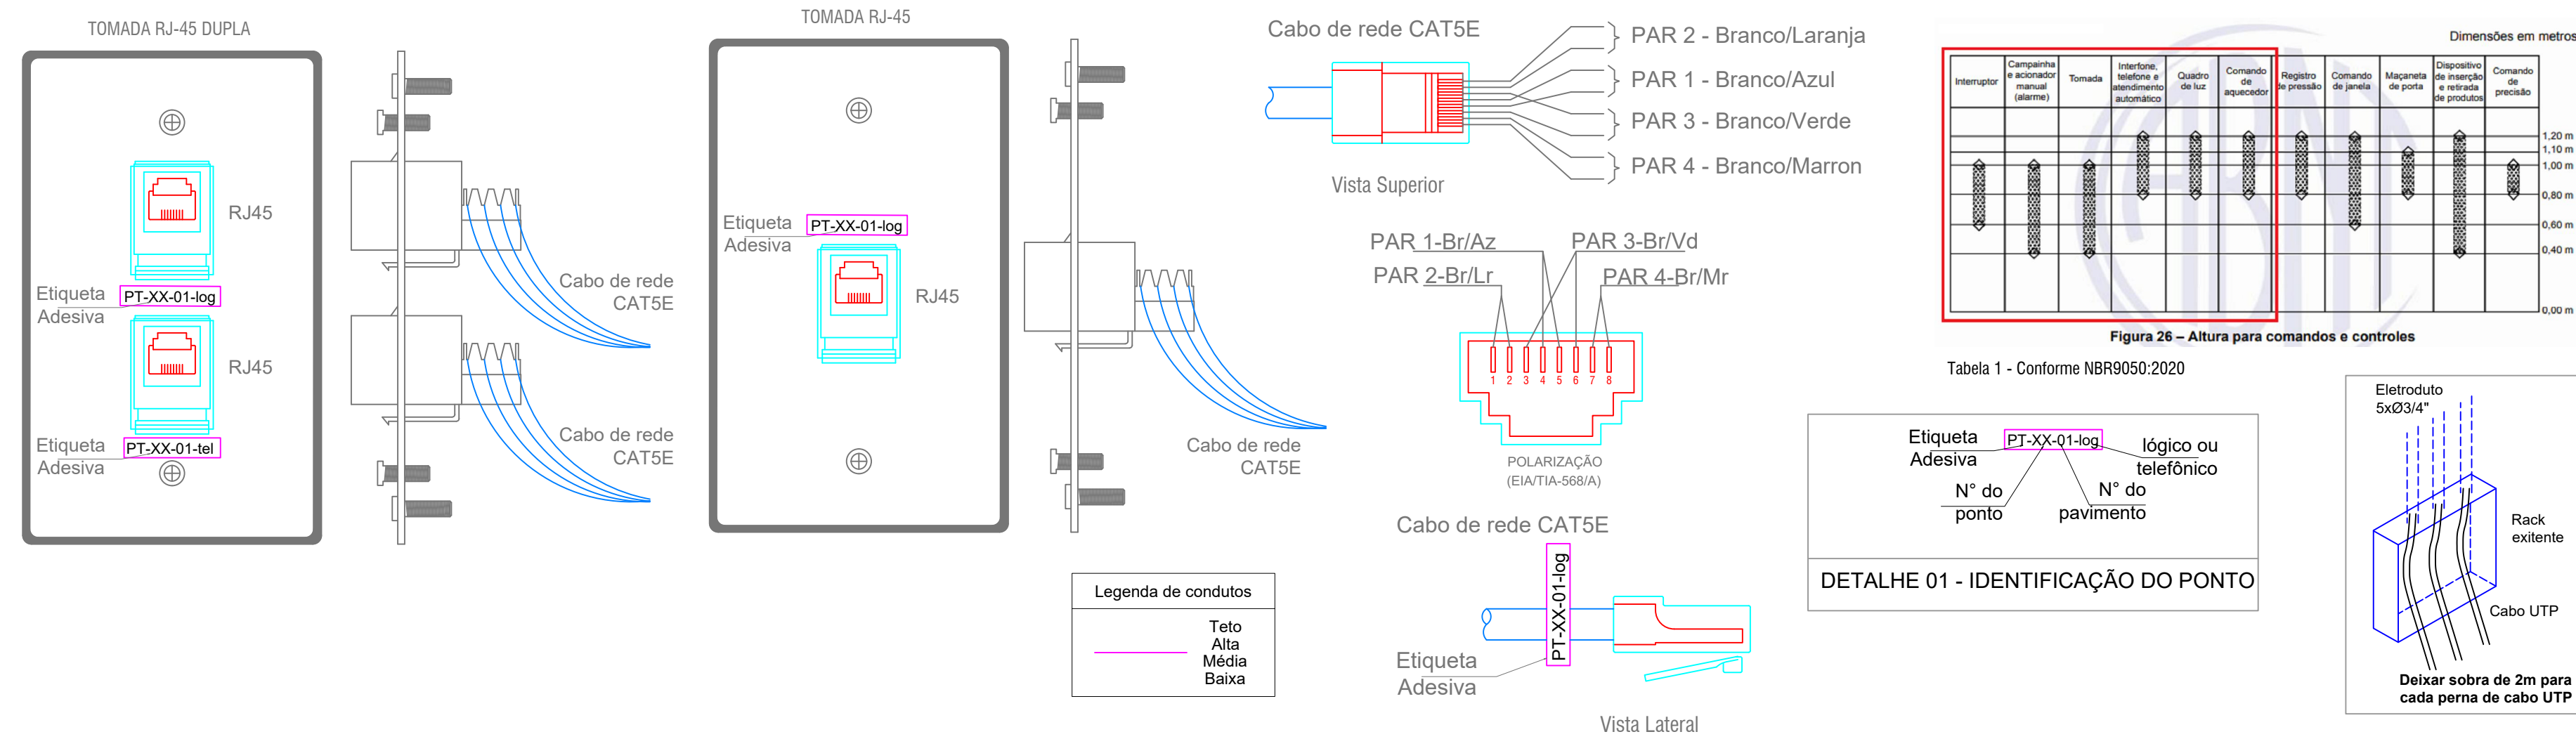 TOMADA RJ-45 DUPLA
RJ45
Etiqueta
Adesiva
PT-XX-01-log
RJ45
Etiqueta
Adesiva
PT-XX-01-tel
Cabo de rede
CAT5E
Cabo de rede
CAT5E
TOMADA RJ-45
Etiqueta
Adesiva
PT-XX-01-log
RJ45
Cabo de rede
CAT5E
Cabo de rede CAT5E
PAR 2 - Branco/Laranja
PAR 1 - Branco/Azul
PAR 3 - Branco/Verde
PAR 4 - Branco/Marron
Vista Superior
PAR 1-Br/Az
PAR 3-Br/Vd
PAR 2-Br/Lr
PAR 4-Br/Mr
1 2 3 4 5 6 7 8
POLARIZAÇÃO
(EIA/TIA-568/A)
Cabo de rede CAT5E
PT-XX-01-log
Etiqueta
Adesiva
Vista Lateral
Legenda de condutos
Teto
Alta
Média
Baixa
Dimensões em metros
Interruptor
Campainha
e acionador
manual
(alarme)
Tomada
Interfone,
telefone e
atendimento
automático
Quadro
de luz
Comando
de
aquecedor
Registro
de pressão
Comando
de janela
Maçaneta
de porta
Dispositivo
de inserção
e retirada
de produtos
Comando
de
precisão
1,20 m
1,10 m
1,00 m
0,80 m
0,60 m
0,40 m
0,00 m
ABNT
Figura 26 – Altura para comandos e controles
Tabela 1 - Conforme NBR9050:2020
Etiqueta
Adesiva
PT-XX-01-log
lógico ou
telefônico
N° do
ponto
N° do
pavimento
DETALHE 01 - IDENTIFICAÇÃO DO PONTO
Eletroduto
5xØ3/4"
Rack
exitente
Cabo UTP
Deixar sobra de 2m para
cada perna de cabo UTP